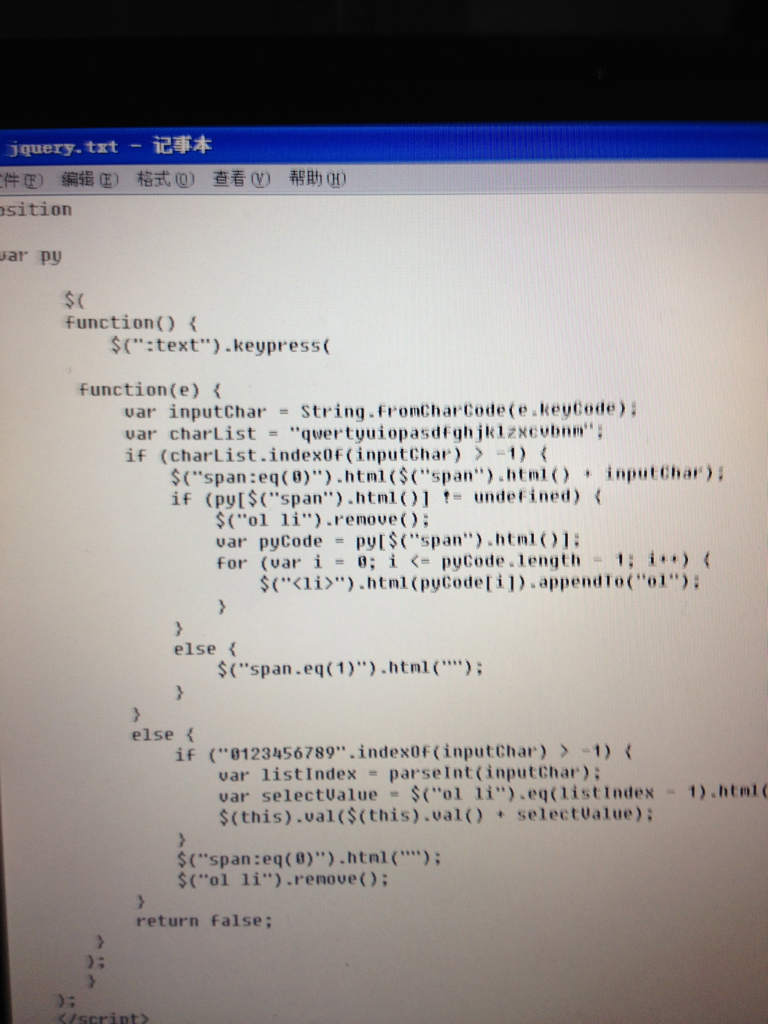 jquery.txt - 记事本
件(F) 编辑(E) 格式(O) 查看(V) 帮助(H)
osition
var py
$(
function() {
$(":text").keypress(
function(e) {
var inputChar = String.fromCharCode(e.keyCode);
var charList = "qwertyuiopasdfghjklzxcvbnm";
if (charList.indexOf(inputChar) > -1) {
$("span:eq(0)").html($("span").html() + inputChar);
if (py[$("span").html()] != undefined) {
$("ol li").remove();
var pyCode = py[$("span").html()];
for (var i = 0; i <= pyCode.length - 1; i++) {
$("<li>").html(pyCode[i]).appendTo("ol");
}
}
else {
$("span.eq(1)").html("");
}
}
else {
if ("0123456789".indexOf(inputChar) > -1) {
var listIndex = parseInt(inputChar);
var selectValue = $("ol li").eq(listIndex - 1).html(
$(this).val($(this).val() + selectValue);
}
$("span:eq(0)").html("");
$("ol li").remove();
}
return false;
}
);
}
);
</script>